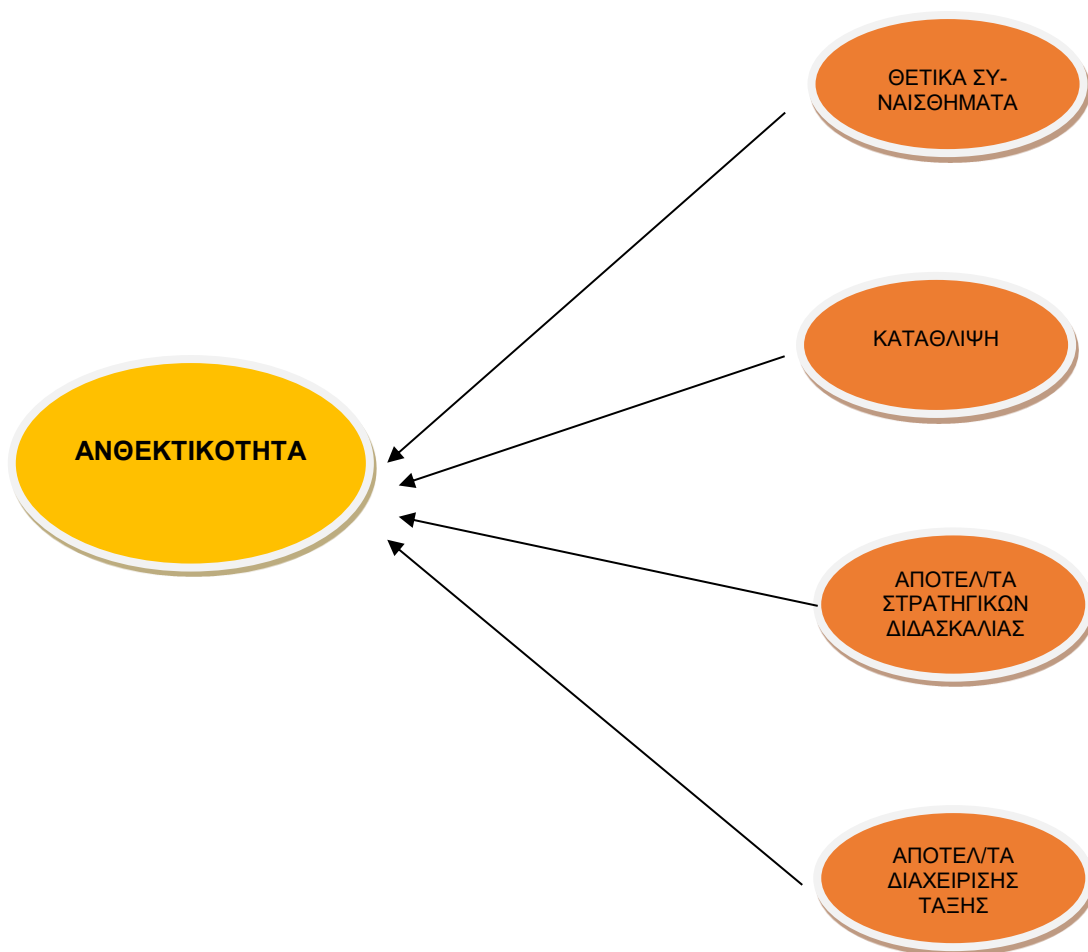 ΘΕΤΙΚΑ ΣΥ-
ΝΑΙΣΘΗΜΑΤΑ
ΚΑΤΑΘΛΙΨΗ
ΑΝΘΕΚΤΙΚΟΤΗΤΑ
ΑΠΟΤΕΛ/ΤΑ
ΣΤΡΑΤΗΓΙΚΩΝ
ΔΙΔΑΣΚΑΛΙΑΣ
ΑΠΟΤΕΛ/ΤΑ
ΔΙΑΧΕΙΡΙΣΗΣ
ΤΑΞΗΣ